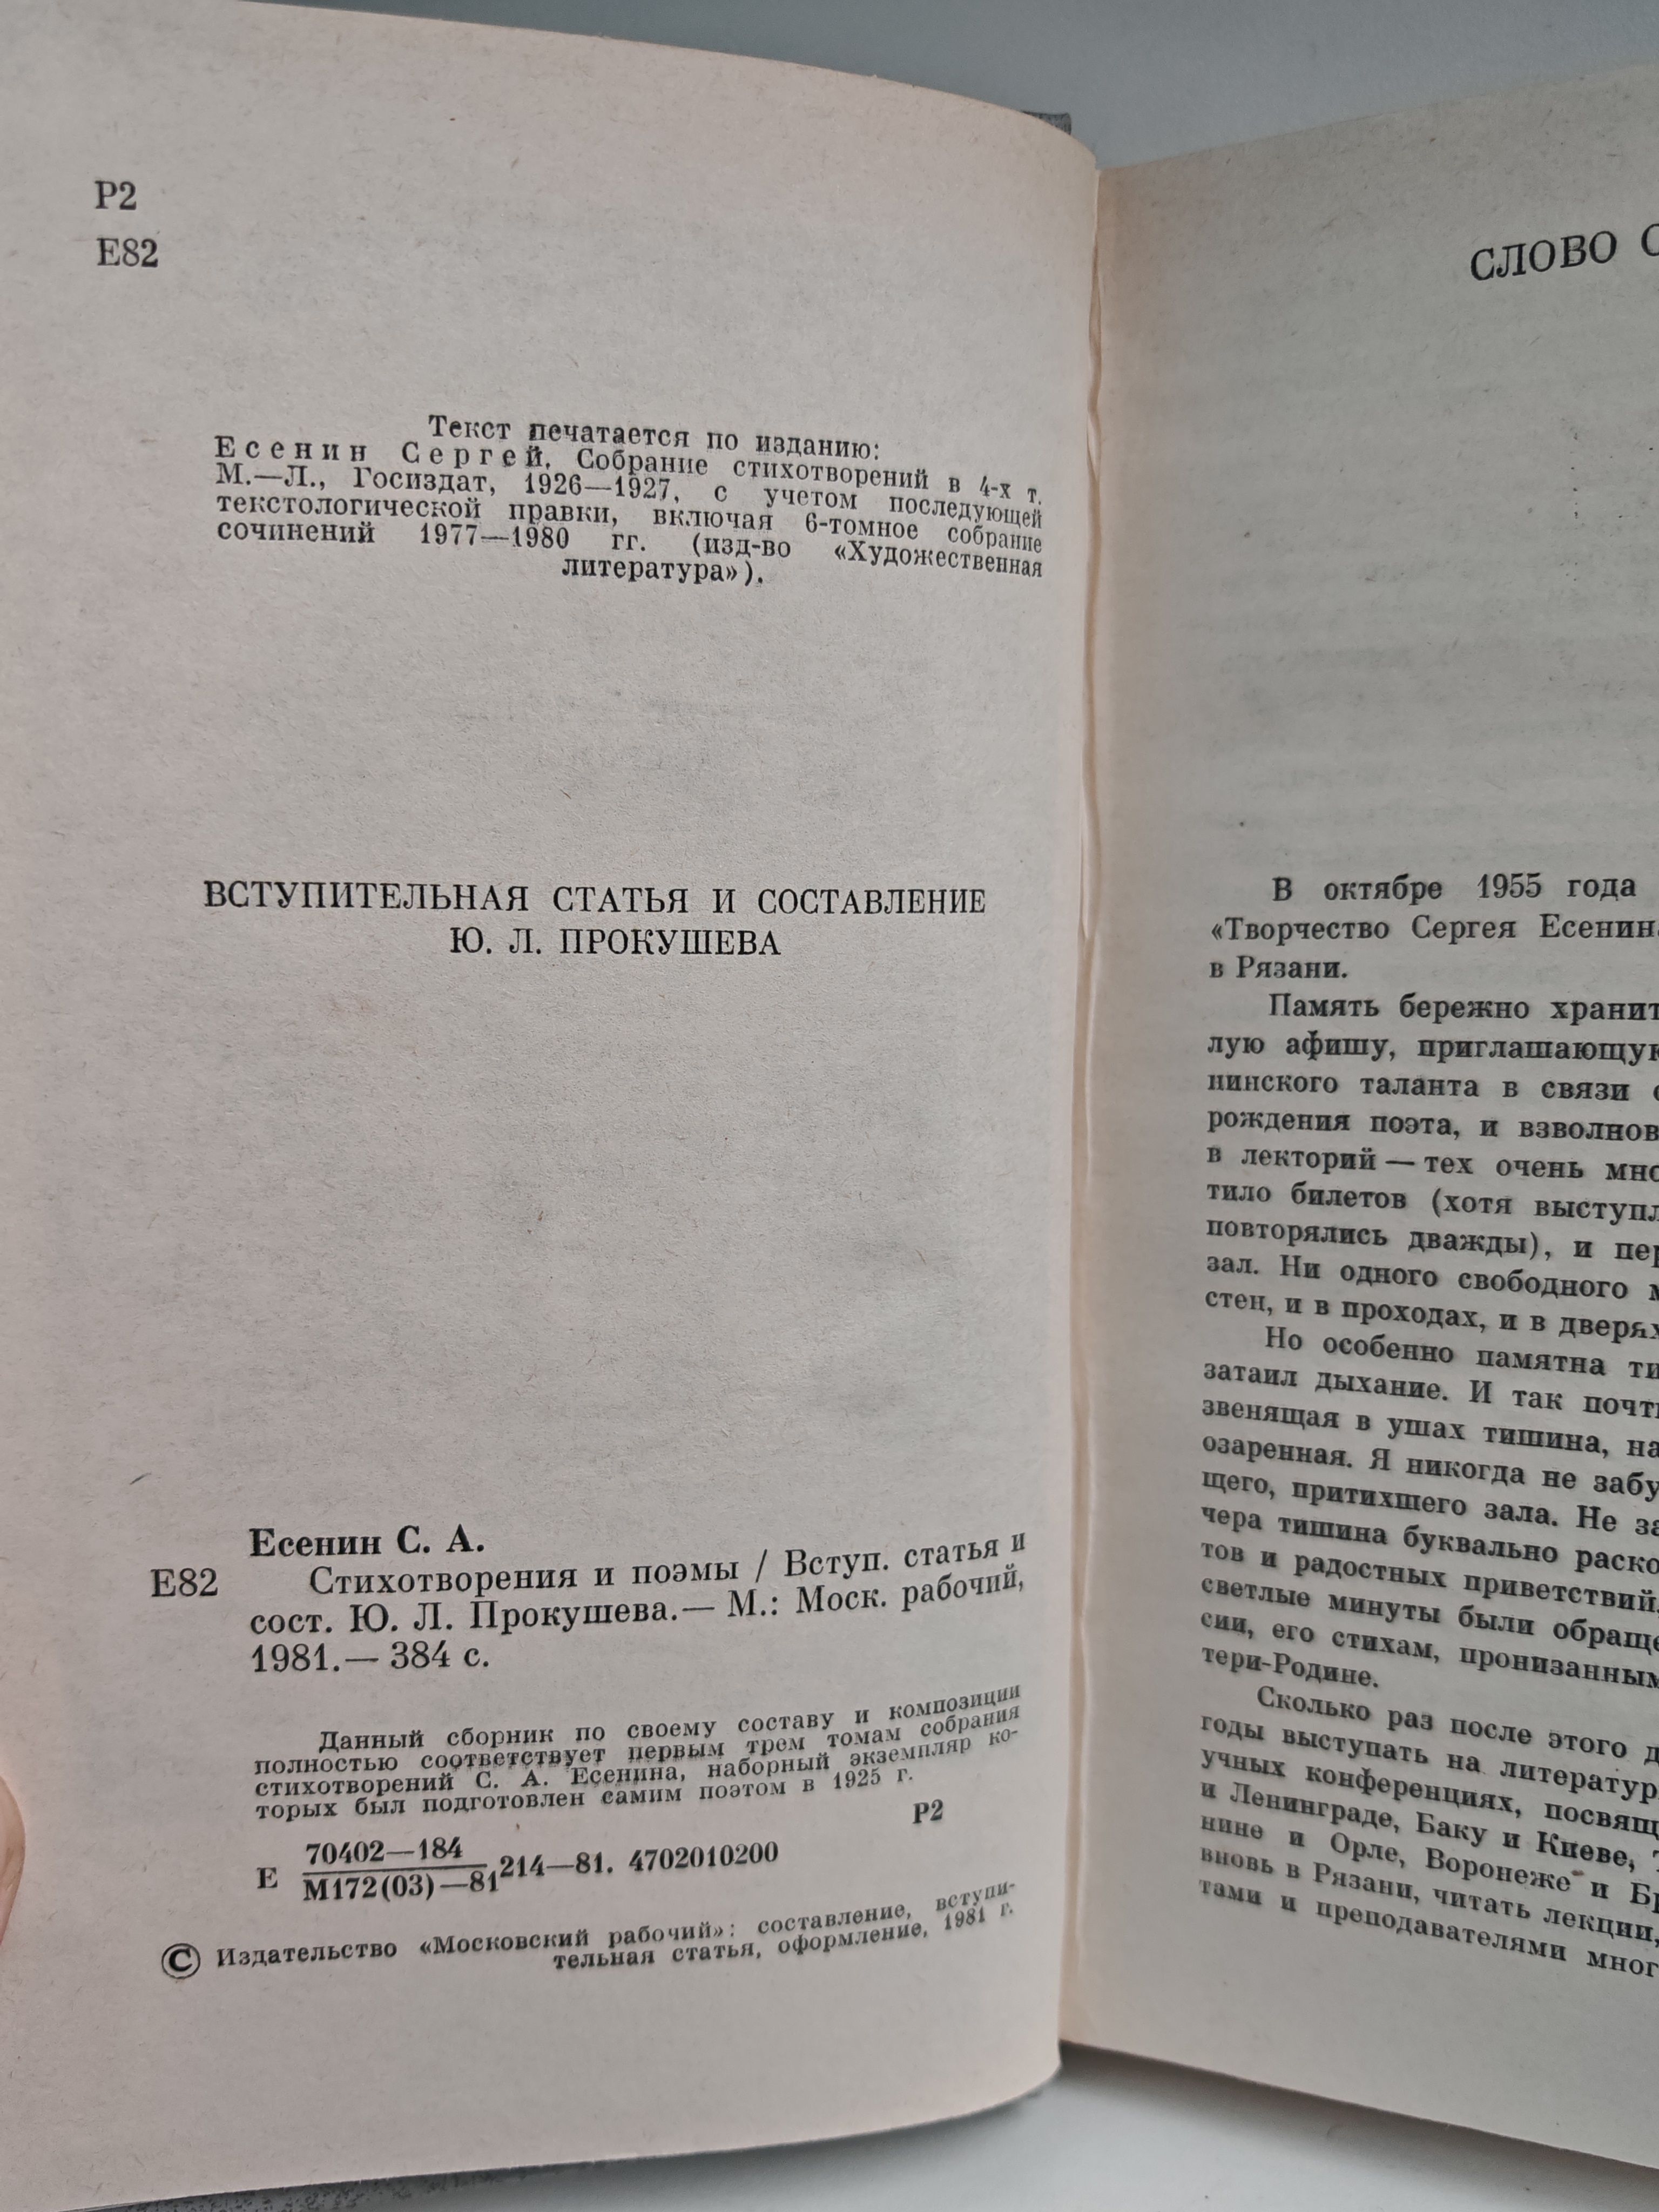 Р2
Е82
Текст печатается по изданию:
Есенин Сергей. Собрание стихотворений в 4-х т.
М.—Л., Госиздат, 1926—1927, с учетом последующей
текстологической правки, включая 6-томное собрание
сочинений 1977—1980 гг. (изд-во «Художественная
литература»).
ВСТУПИТЕЛЬНАЯ СТАТЬЯ И СОСТАВЛЕНИЕ
Ю. Л. ПРОКУШЕВА
Есенин С. А.
Е82 Стихотворения и поэмы / Вступ. статья и
сост. Ю. Л. Прокушева.— М.: Моск. рабочий,
1981.— 384 с.
Данный сборник по своему составу и композиции
полностью соответствует первым трем томам собрания
стихотворений С. А. Есенина, наборный экземпляр ко-
торых был подготовлен самим поэтом в 1925 г.
Р2
70402—184
Е 214—81. 4702010200
М172(03)—81
© Издательство «Московский рабочий»: составление, вступи-
тельная статья, оформление, 1981 г.
СЛОВО
В октябре 1955 года
«Творчество Сергея Есенина
в Рязани.
Память бережно хранит
лую афишу, приглашающую
нинского таланта в связи с
рождения поэта, и взволнов
в лекторий — тех очень мно
тило билетов (хотя выступл
повторялись дважды), и пер
зал. Ни одного свободного м
стен, и в проходах, и в дверях
Но особенно памятна ти
затаил дыхание. И так почт
звенящая в ушах тишина, на
озаренная. Я никогда не забу
щего, притихшего зала. Не за
чера тишина буквально раско
тов и радостных приветствий.
светлые минуты были обраще
сии, его стихам, пронизанным
тери-Родине.
Сколько раз после этого д
годы выступать на литератур
учных конференциях, посвящ
и Ленинграде, Баку и Киеве, Т
нине и Орле, Воронеже и Бр
вновь в Рязани, читать лекции,
тами и преподавателями мног